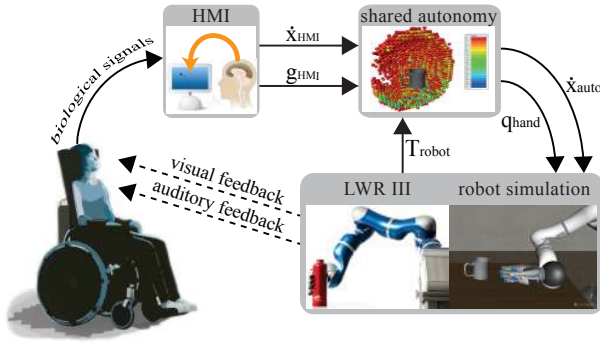 HMI
shared autonomy
biological signals
ẋHMI
gHMI
ẋauto
qhand
Trobot
visual feedback
auditory feedback
LWR III
robot simulation